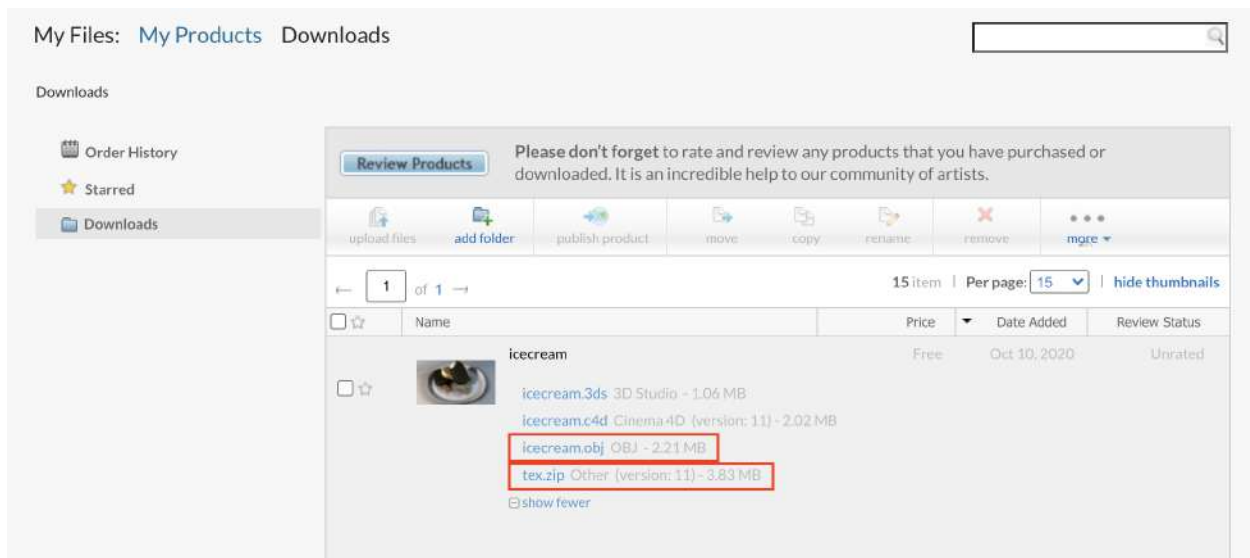 My Files: My Products Downloads
Downloads
Order History
Starred
Downloads
Review Products
Please don't forget to rate and review any products that you have purchased or
downloaded. It is an incredible help to our community of artists.
upload files add folder publish product move copy rename remove more
1 of 1
15 item | Per page: 15 | hide thumbnails
Name Price Date Added Review Status
icecream Free Oct 10, 2020 Unrated
icecream.3ds 3D Studio - 1.06 MB
icecream.c4d Cinema 4D (version: 11) - 2.02 MB
icecream.obj OBJ - 2.21 MB
tex.zip Other (version: 11) - 3.83 MB
show fewer